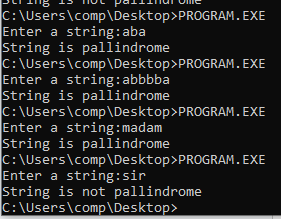 String is not pallindrome
C:\Users\comp\Desktop>PROGRAM.EXE
Enter a string:aba
String is pallindrome
C:\Users\comp\Desktop>PROGRAM.EXE
Enter a string:abbbba
String is pallindrome
C:\Users\comp\Desktop>PROGRAM.EXE
Enter a string:madam
String is pallindrome
C:\Users\comp\Desktop>PROGRAM.EXE
Enter a string:sir
String is not pallindrome
C:\Users\comp\Desktop>